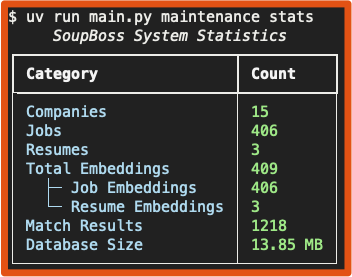 $ uv run main.py maintenance stats
SoupBoss System Statistics
Category Count
Companies 15
Jobs 406
Resumes 3
Total Embeddings 409
├─ Job Embeddings 406
└─ Resume Embeddings 3
Match Results 1218
Database Size 13.85 MB